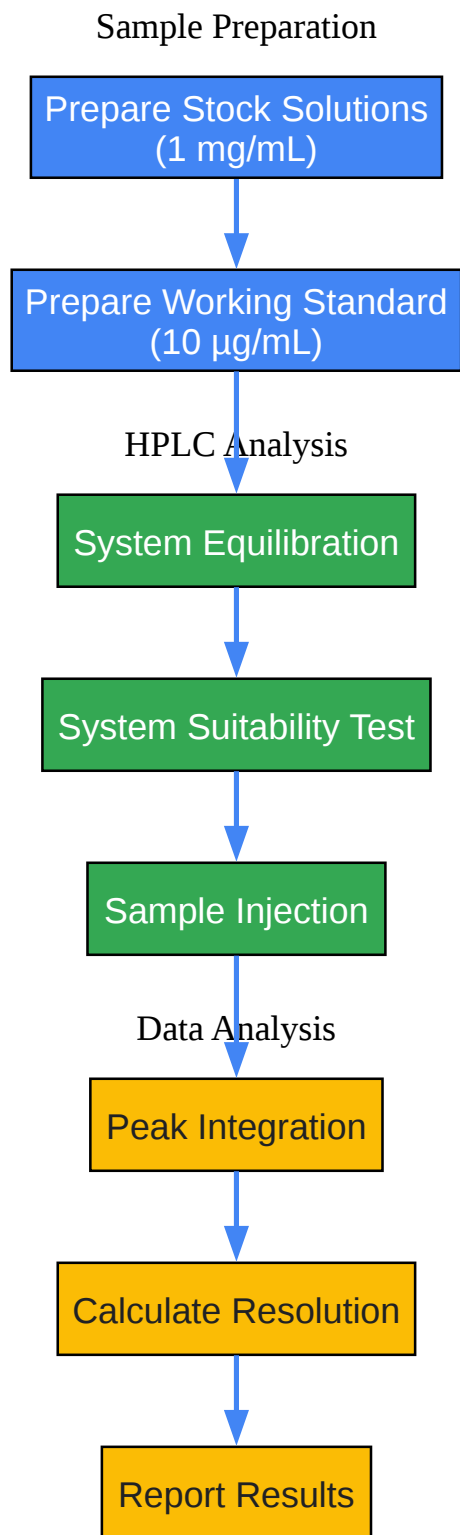 Sample Preparation
Prepare Stock Solutions
(1 mg/mL)
Prepare Working Standard
(10 µg/mL)
HPLC Analysis
System Equilibration
System Suitability Test
Sample Injection
Data Analysis
Peak Integration
Calculate Resolution
Report Results